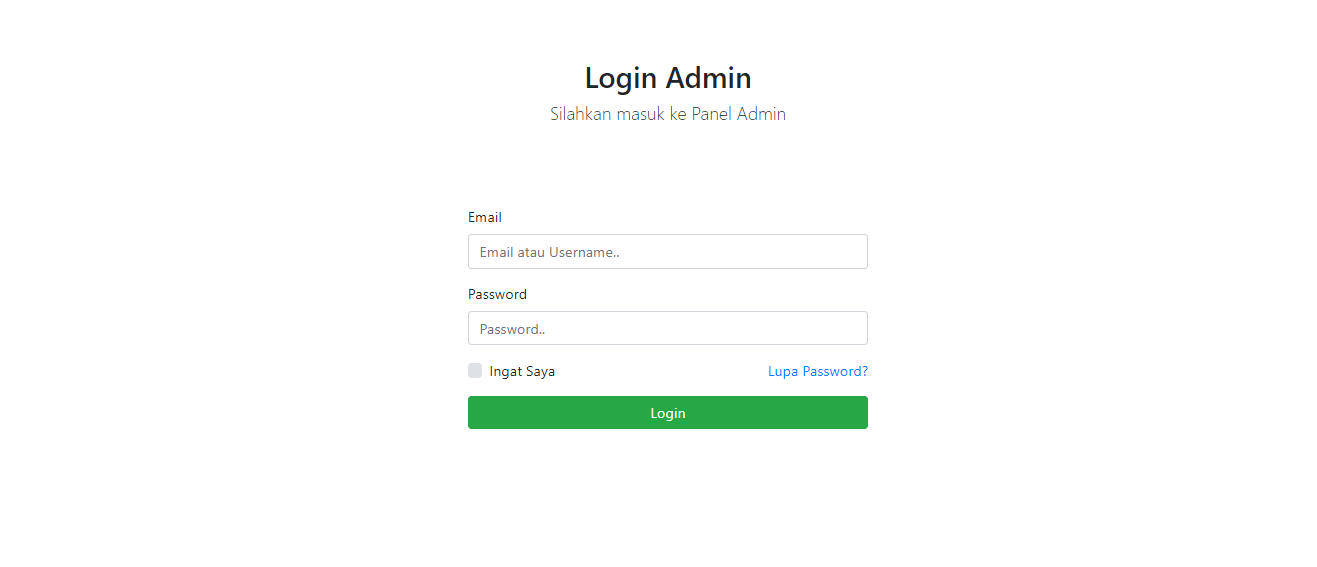 Login Admin
Silahkan masuk ke Panel Admin
Email
Email atau Username..
Password
Password..
Ingat Saya Lupa Password?
Login